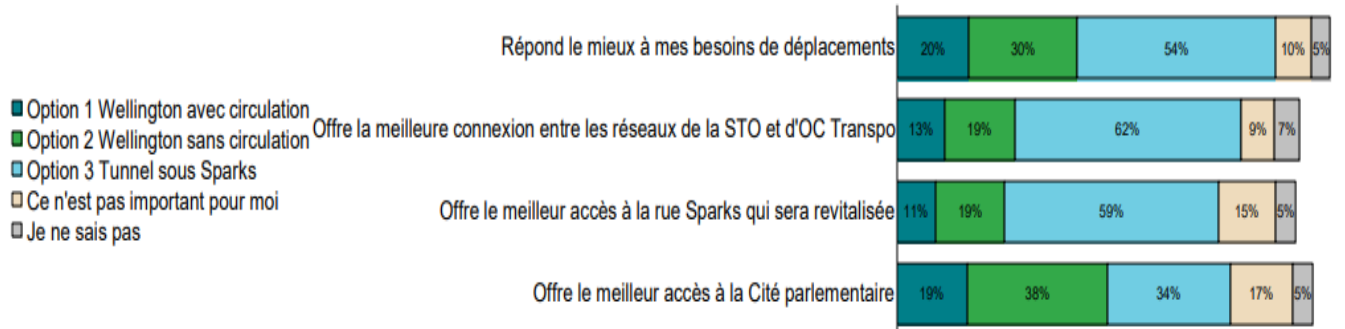 Répond le mieux à mes besoins de déplacements 20% 30% 54% 10% 5%
Option 1 Wellington avec circulation
Option 2 Wellington sans circulation
Option 3 Tunnel sous Sparks
Ce n'est pas important pour moi
Je ne sais pas
Offre la meilleure connexion entre les réseaux de la STO et d'OC Transpo 13% 19% 62% 9% 7%
Offre le meilleur accès à la rue Sparks qui sera revitalisée 11% 19% 59% 15% 5%
Offre le meilleur accès à la Cité parlementaire 19% 38% 34% 17% 5%